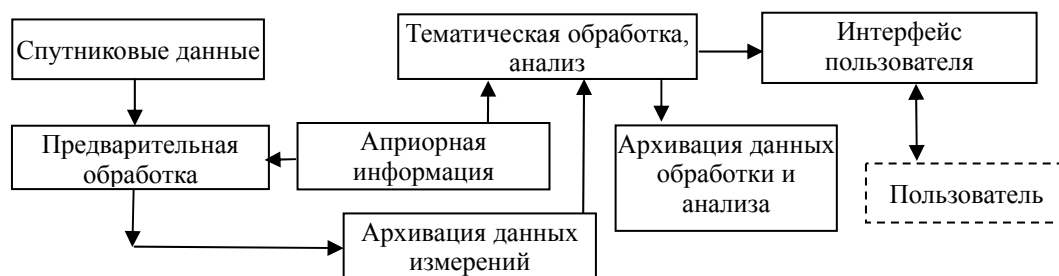 Спутниковые данные
Тематическая обработка,
анализ
Интерфейс
пользователя
Предварительная
обработка
Априорная
информация
Архивация данных
обработки и
анализа
Пользователь
Архивация данных
измерений